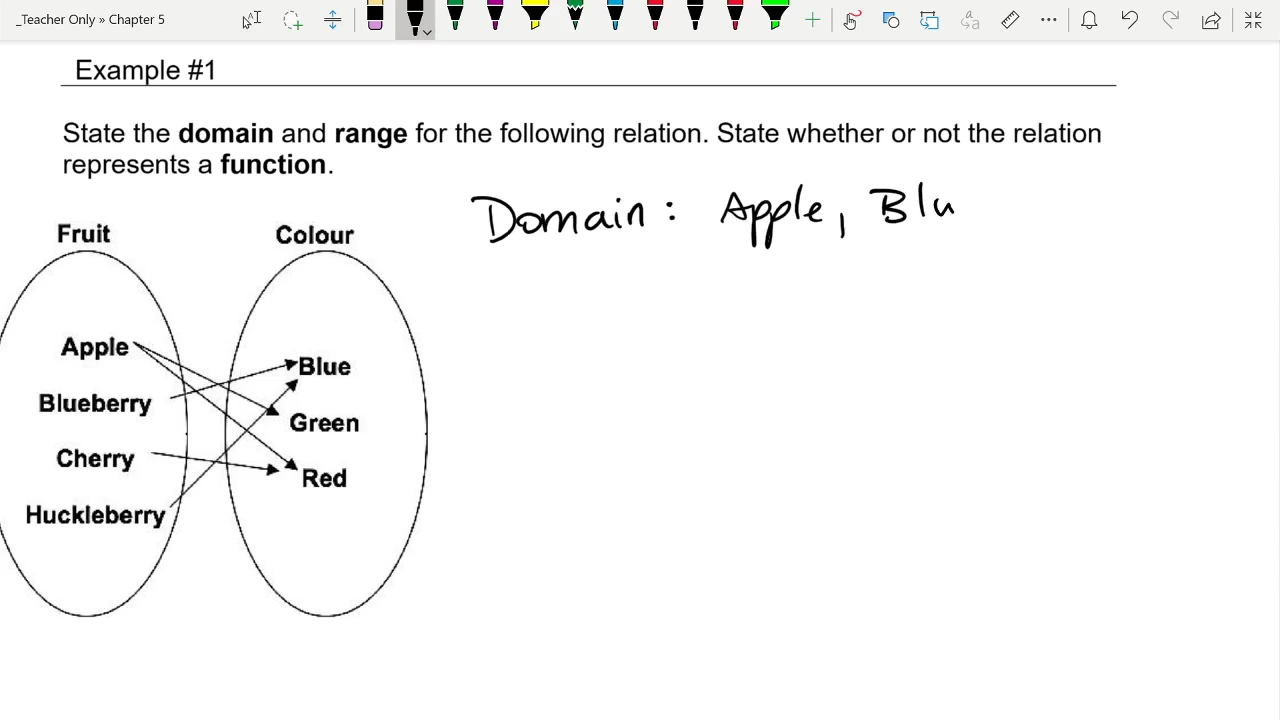 _Teacher Only » Chapter 5
Example #1
State the domain and range for the following relation. State whether or not the relation
represents a function.
Domain: Apple, Blu
Fruit
Colour
Apple
Blueberry
Cherry
Huckleberry
Blue
Green
Red